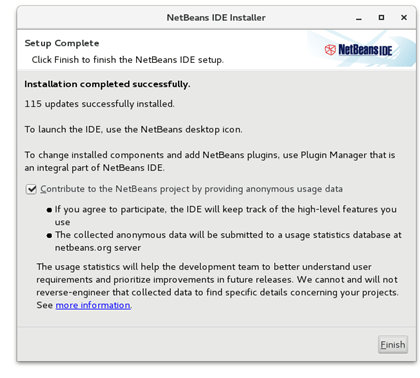 NetBeans IDE Installer
Setup Complete
Click Finish to finish the NetBeans IDE setup.
NetBeans IDE
Installation completed successfully.
115 updates successfully installed.
To launch the IDE, use the NetBeans desktop icon.
To change installed components and add NetBeans plugins, use Plugin Manager that is
an integral part of NetBeans IDE.
Contribute to the NetBeans project by providing anonymous usage data
● If you agree to participate, the IDE will keep track of the high-level features you
use
● The collected anonymous data will be submitted to a usage statistics database at
netbeans.org server
The usage statistics will help the development team to better understand user
requirements and prioritize improvements in future releases. We cannot and will not
reverse-engineer that collected data to find specific details concerning your projects.
See more information.
Finish